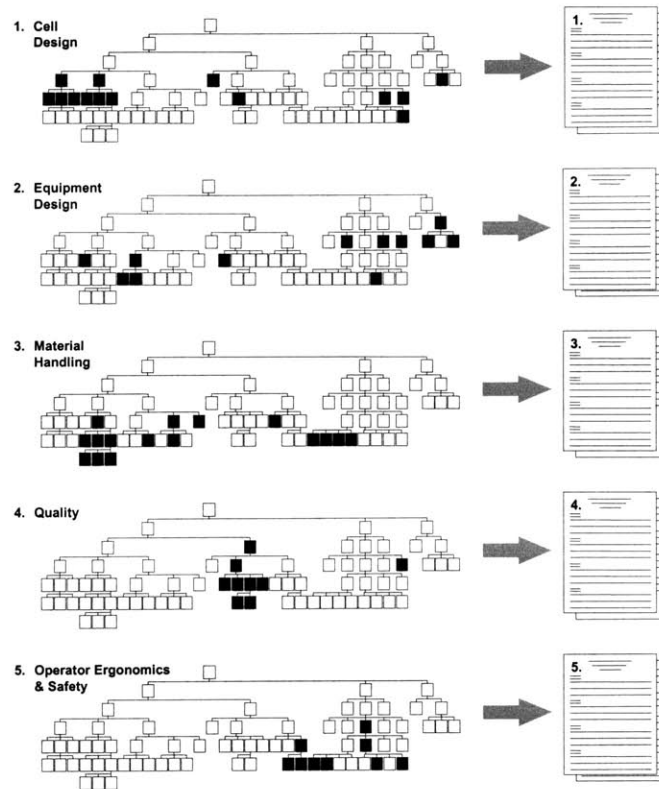 1. Cell
Design
1.
2. Equipment
Design
2.
3. Material
Handling
3.
4. Quality
4.
5. Operator Ergonomics
& Safety
5.